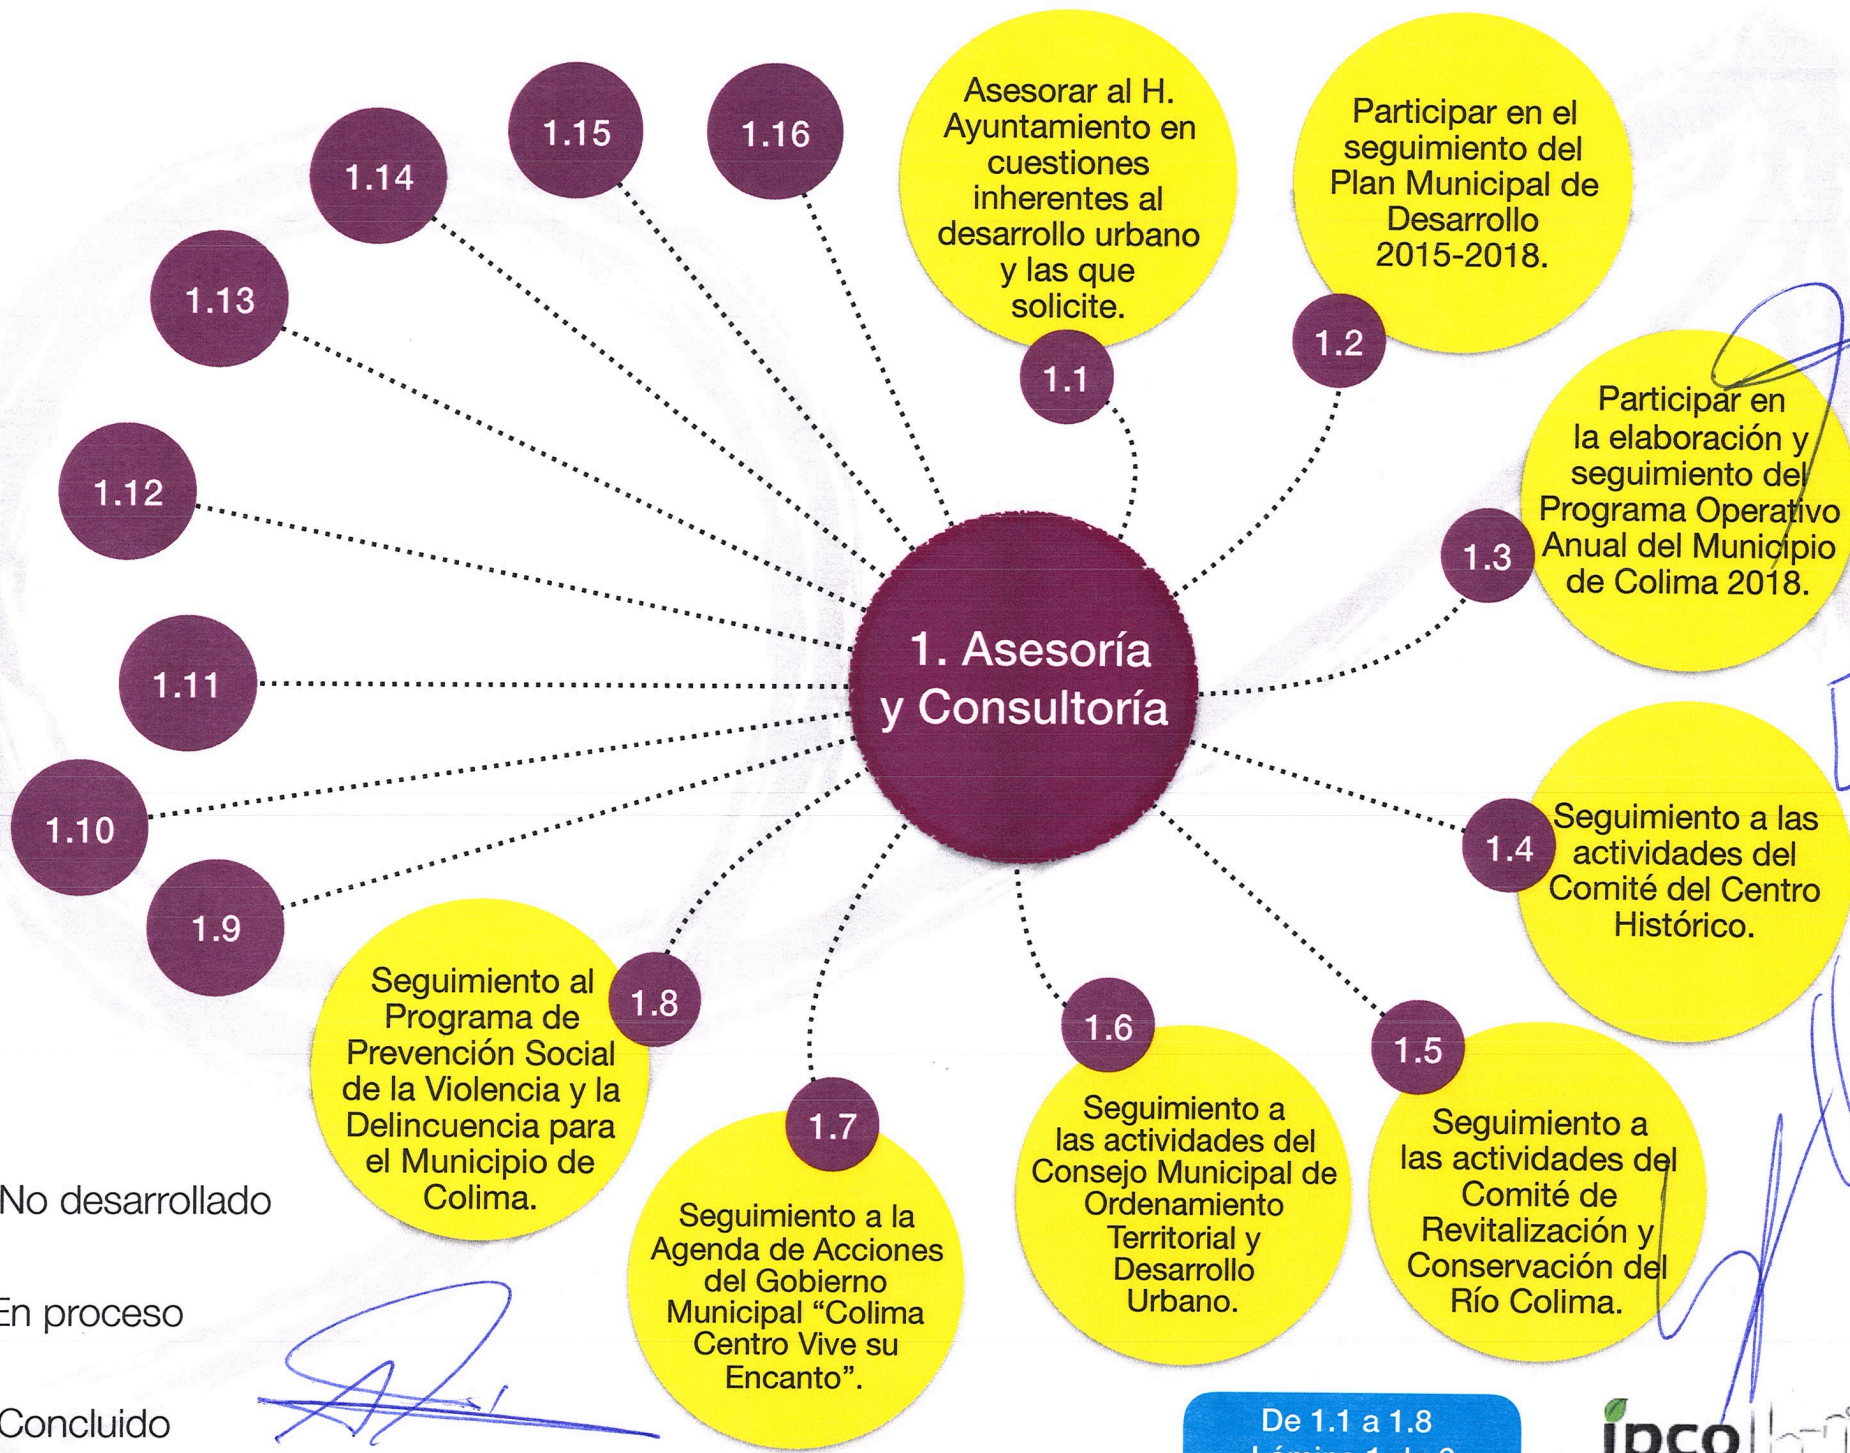 1. Asesoría
y Consultoría
1.1
Asesorar al H.
Ayuntamiento en
cuestiones
inherentes al
desarrollo urbano
y las que
solicite.
1.2
Participar en el
seguimiento del
Plan Municipal de
Desarrollo
2015-2018.
1.3
Participar en
la elaboración y
seguimiento del
Programa Operativo
Anual del Municipio
de Colima 2018.
1.4
Seguimiento a las
actividades del
Comité del Centro
Histórico.
1.5
Seguimiento a
las actividades del
Comité de
Revitalización y
Conservación del
Río Colima.
1.6
Seguimiento a
las actividades del
Consejo Municipal de
Ordenamiento
Territorial y
Desarrollo
Urbano.
1.7
Seguimiento a la
Agenda de Acciones
del Gobierno
Municipal “Colima
Centro Vive su
Encanto”.
1.8
Seguimiento al
Programa de
Prevención Social
de la Violencia y la
Delincuencia para
el Municipio de
Colima.
1.9
1.10
1.11
1.12
1.13
1.14
1.15
1.16
No desarrollado
En proceso
Concluido
De 1.1 a 1.8
ipco